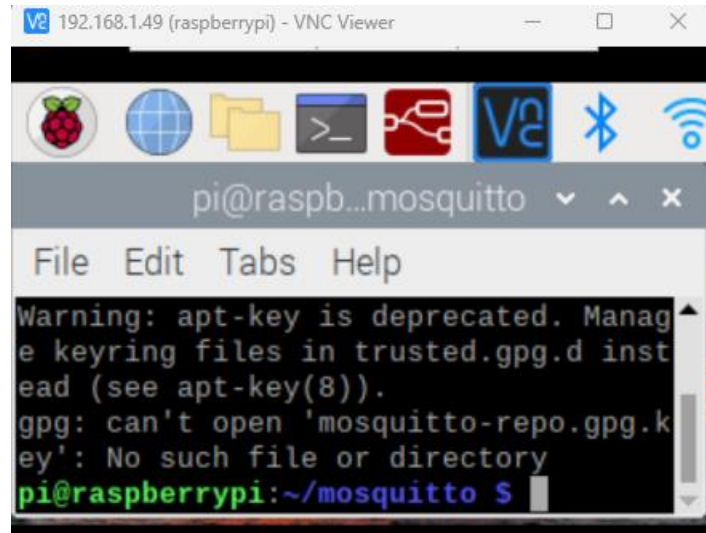 192.168.1.49 (raspberrypi) - VNC Viewer
pi@raspb...mosquitto
File Edit Tabs Help
Warning: apt-key is deprecated. Manag
e keyring files in trusted.gpg.d inst
ead (see apt-key(8)).
gpg: can't open 'mosquitto-repo.gpg.k
ey': No such file or directory
pi@raspberrypi:~/mosquitto $